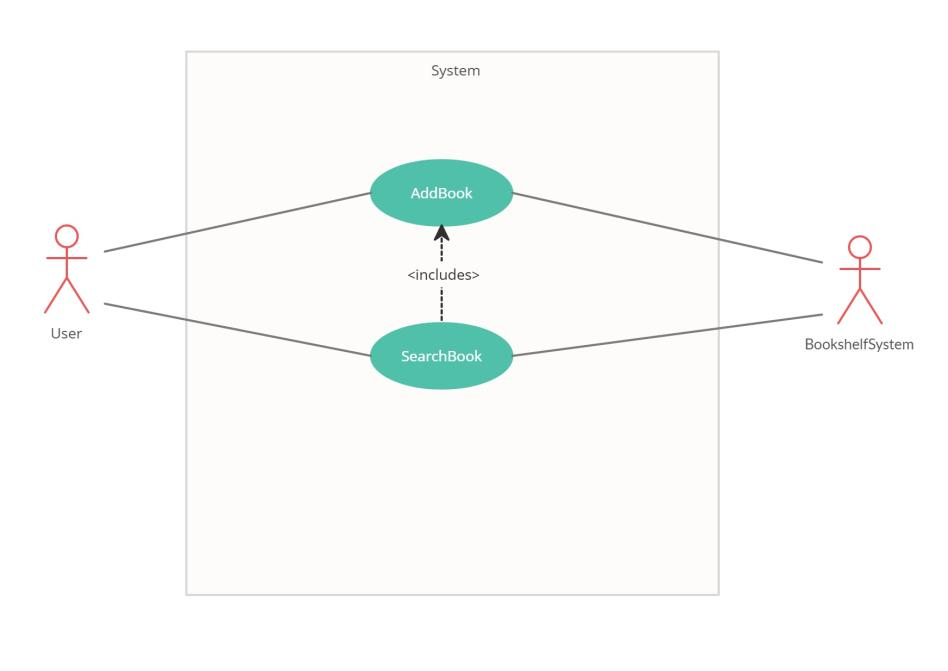 System
AddBook
<includes>
User
SearchBook
BookshelfSystem